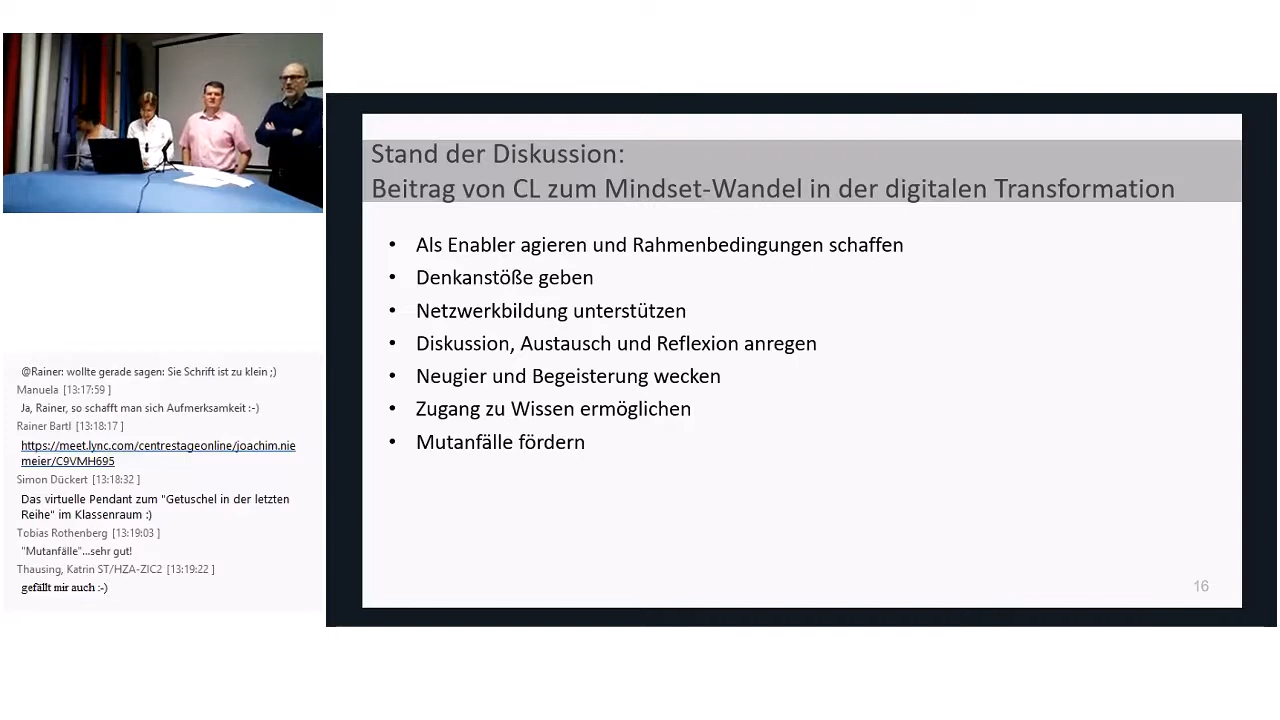 Stand der Diskussion:
Beitrag von CL zum Mindset-Wandel in der digitalen Transformation
• Als Enabler agieren und Rahmenbedingungen schaffen
• Denkanstöße geben
• Netzwerkbildung unterstützen
• Diskussion, Austausch und Reflexion anregen
• Neugier und Begeisterung wecken
• Zugang zu Wissen ermöglichen
• Mutanfälle fördern
16
@Rainer: wollte gerade sagen: Sie Schrift ist zu klein ;)
Manuela [13:17:59 ]
Ja, Rainer, so schafft man sich Aufmerksamkeit :-)
Rainer Bartl [13:18:17 ]
https://meet.lync.com/centrestageonline/joachim.nie
meier/C9VMH695
Simon Dückert [13:18:32 ]
Das virtuelle Pendant zum "Getuschel in der letzten
Reihe" im Klassenraum :)
Tobias Rothenberg [13:19:03 ]
"Mutanfälle"...sehr gut!
Thausing, Katrin ST/HZA-ZIC2 [13:19:22 ]
gefällt mir auch :-)